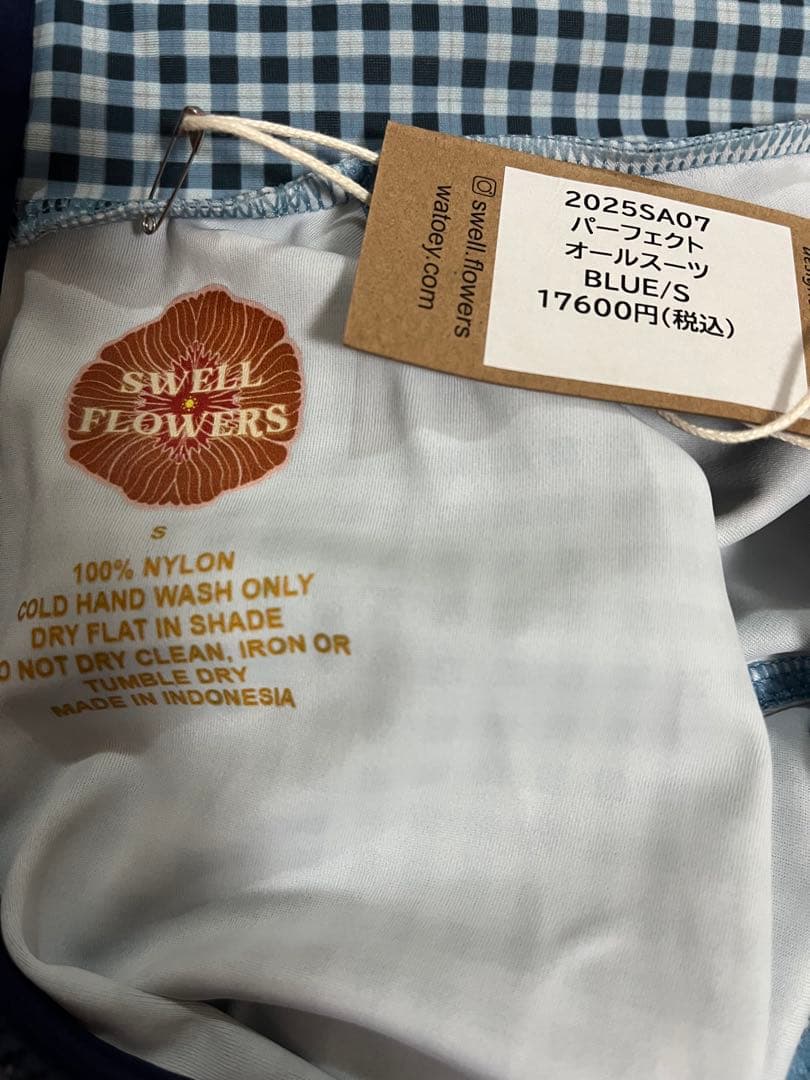 swell.flowers
watoey.com
2025SA07
パーフェクト
オールスーツ
BLUE/S
17600円(税込)
SWELL
FLOWERS
S
100% NYLON
COLD HAND WASH ONLY
DRY FLAT IN SHADE
O NOT DRY CLEAN, IRON OR
TUMBLE DRY
MADE IN INDONESIA